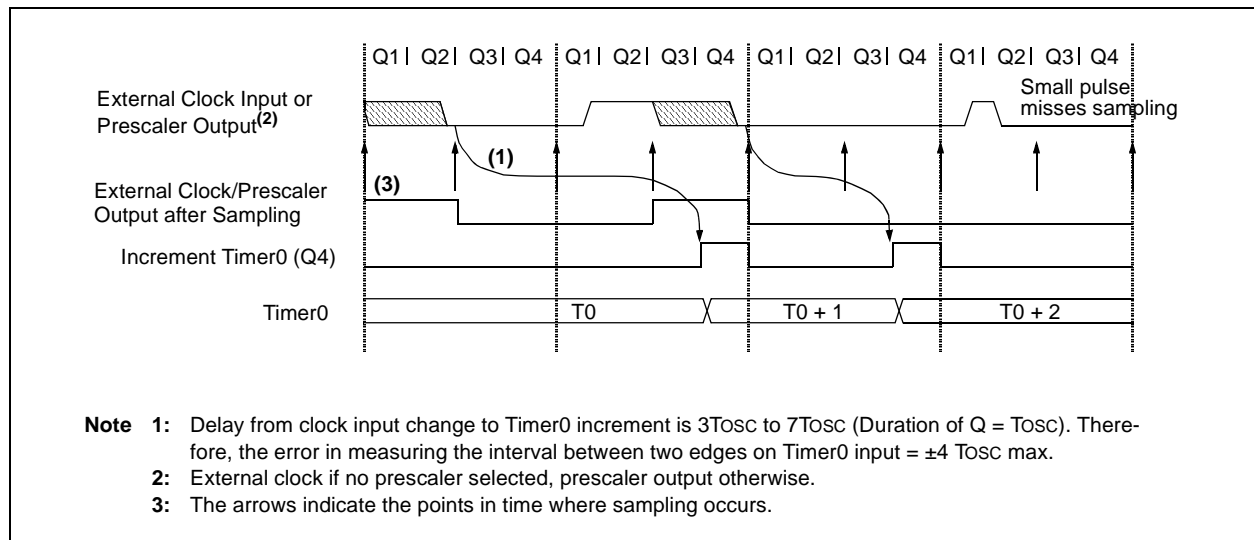 Q1| Q2| Q3| Q4 Q1| Q2| Q3| Q4 Q1| Q2| Q3| Q4 Q1| Q2| Q3| Q4
External Clock Input or
Prescaler Output(2)
Small pulse
misses sampling
(1)
External Clock/Prescaler
Output after Sampling
(3)
Increment Timer0 (Q4)
Timer0 T0 T0 + 1 T0 + 2
Note 1: Delay from clock input change to Timer0 increment is 3TOSC to 7TOSC (Duration of Q = TOSC). There-
fore, the error in measuring the interval between two edges on Timer0 input = ±4 TOSC max.
2: External clock if no prescaler selected, prescaler output otherwise.
3: The arrows indicate the points in time where sampling occurs.